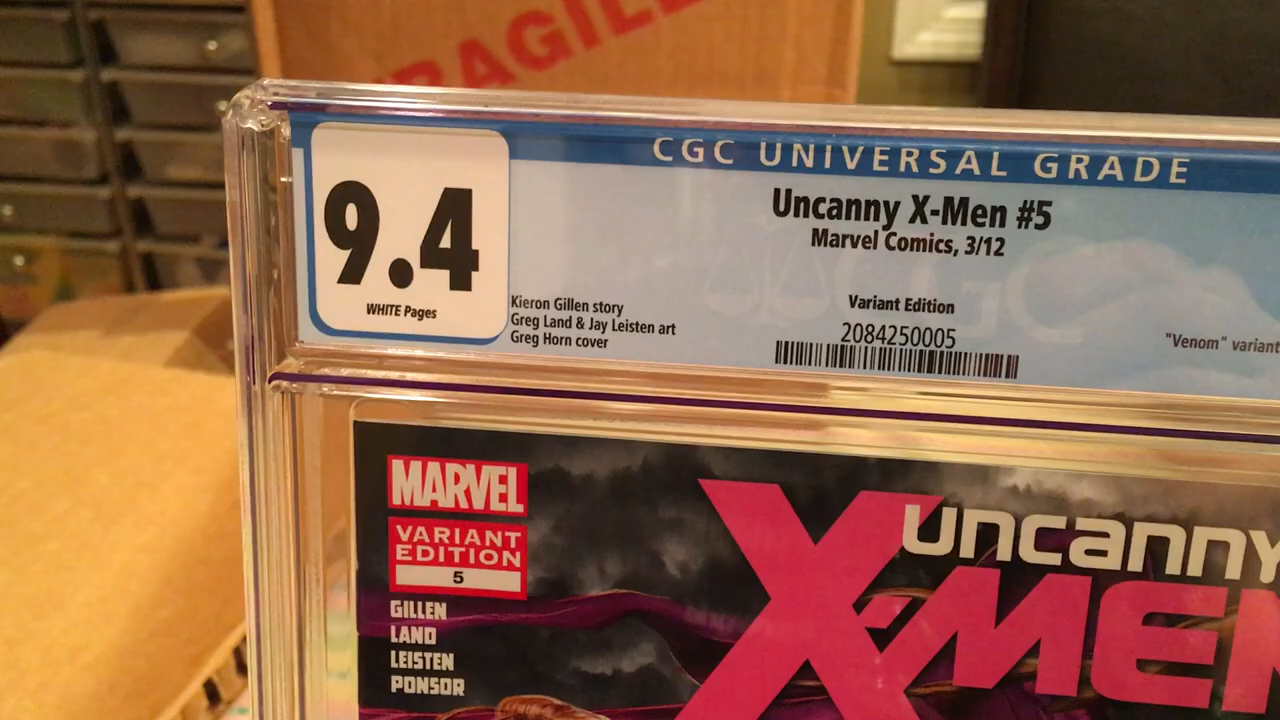 FRAGILE
CGC UNIVERSAL GRADE
9.4
WHITE Pages
Uncanny X-Men #5
Marvel Comics, 3/12
Variant Edition
2084250005
Kieron Gillen story
Greg Land & Jay Leisten art
Greg Horn cover
"Venom" variant
CGC
MARVEL
VARIANT
EDITION
5
GILLEN
LAND
LEISTEN
PONSOR
UNCANNY
X-MEN